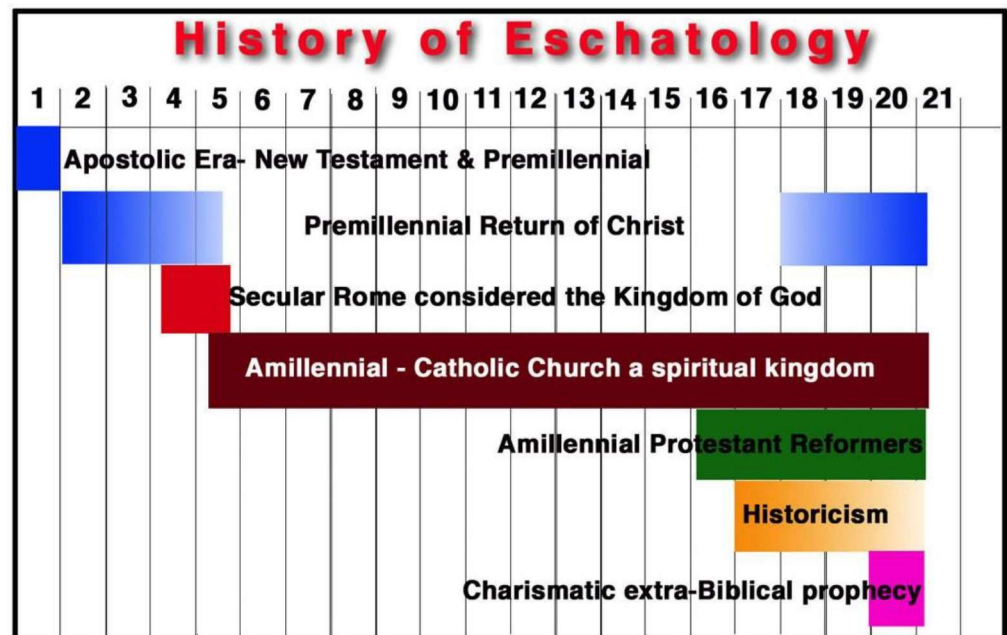 History of Eschatology
1 2 3 4 5 6 7 8 9 10 11 12 13 14 15 16 17 18 19 20 21
Apostolic Era- New Testament & Premillennial
Premillennial Return of Christ
Secular Rome considered the Kingdom of God
Amillennial - Catholic Church a spiritual kingdom
Amillennial Protestant Reformers
Historicism
Charismatic extra-Biblical prophecy